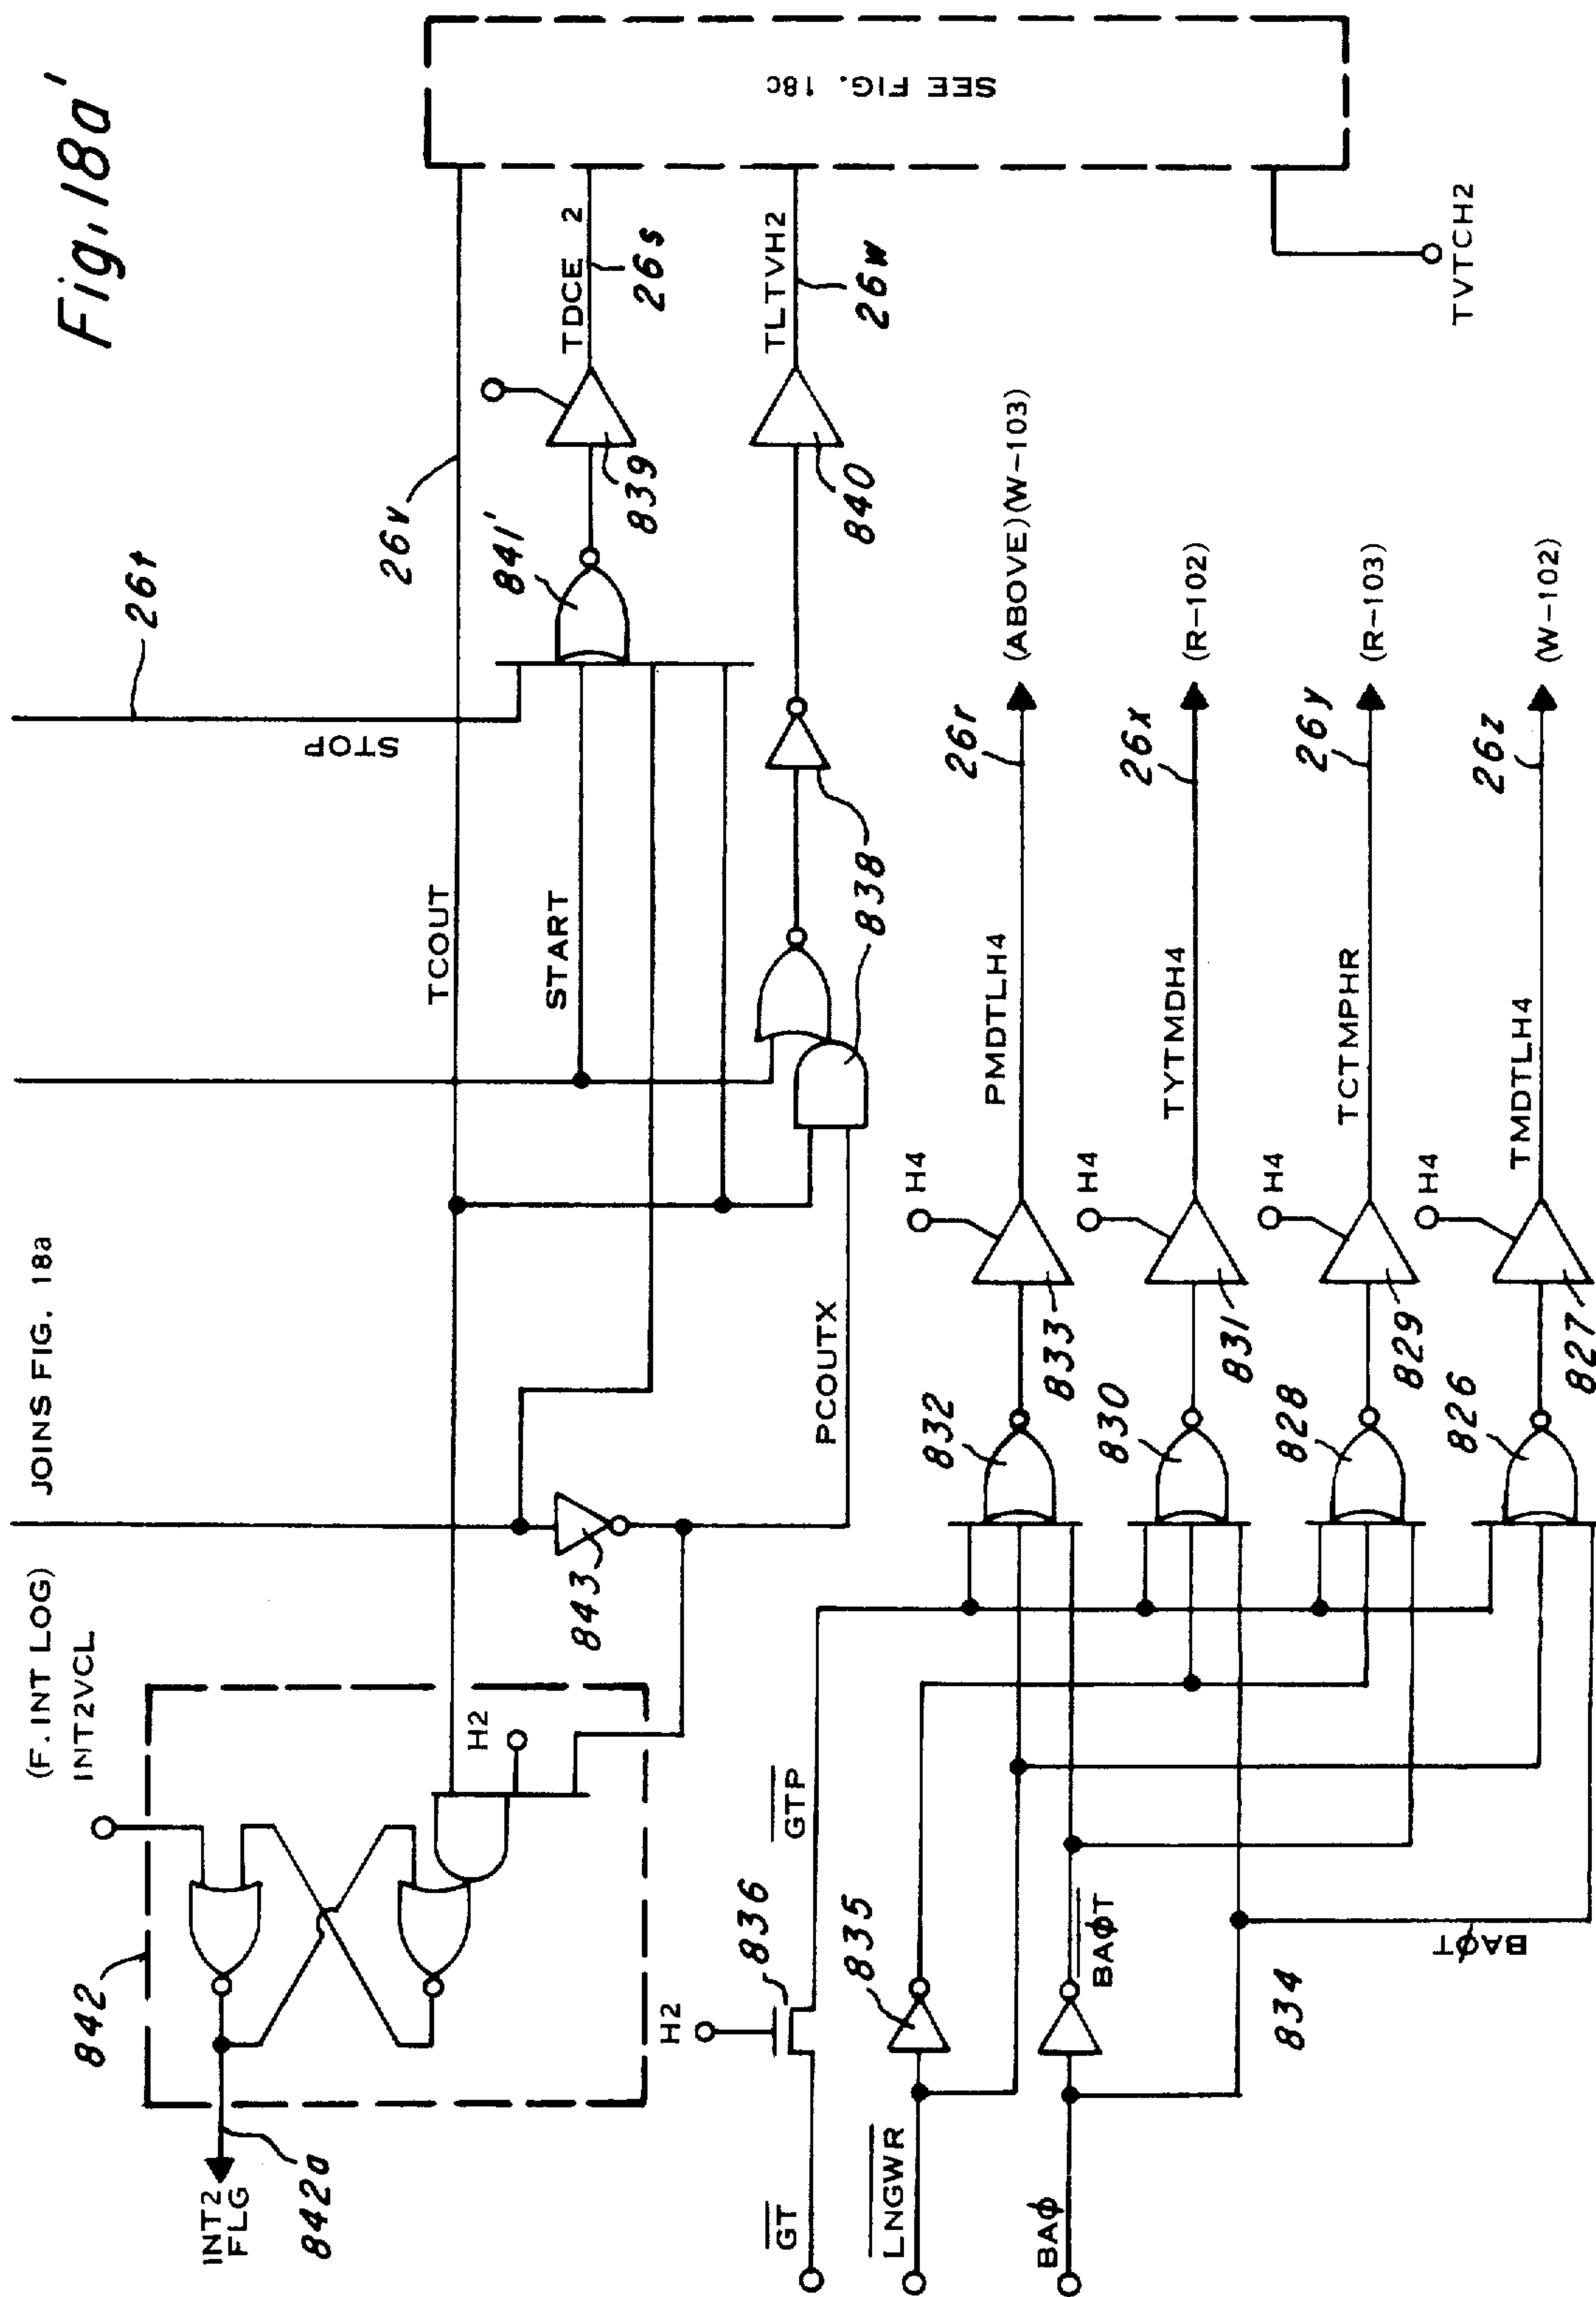 Fig. 18a'
JOINS FIG. 18a
(F. INT LOG)
INT2VCL
842
INT2
FLG
842a
H2
843
PCOUTX
TCOUT
START
STOP
26t
26v
841'
839
TDCE 2
26s
838
840
TLTVH2
26w
SEE FIG. 18c
TVTCH2
GT
H2
836
GTP
LNGWR
835
BAϕ
BAϕT
834
BAϕT
832
833
H4
PMDTLH4
26r
(ABOVE)(W-103)
830
831
H4
TYTMDH4
26x
(R-102)
828
829
H4
TCTMPHR
26y
(R-103)
826
827
H4
TMDTLH4
26z
(W-102)